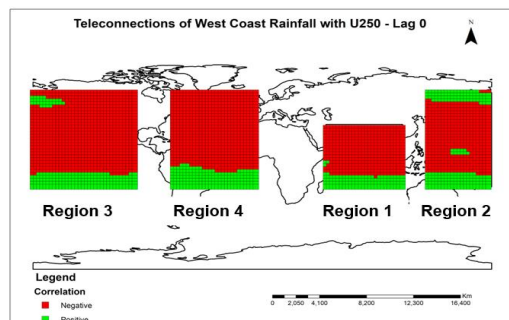 Teleconnections of West Coast Rainfall with U250 - Lag 0
N
Region 3 Region 4 Region 1 Region 2
Legend
Correlation
Negative
Positive
Km
0 2,050 4,100 8,200 12,300 16,400